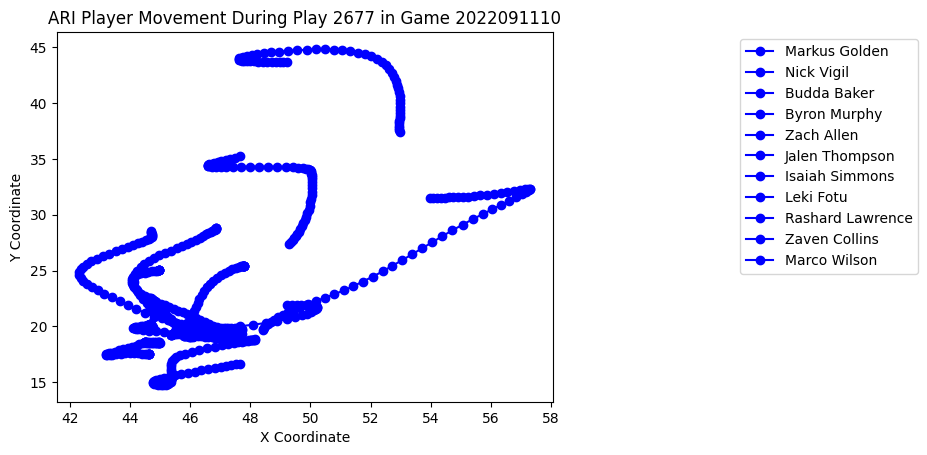 ARI Player Movement During Play 2677 in Game 2022091110
45
40
35
30
25
20
15
Y Coordinate
42 44 46 48 50 52 54 56 58
X Coordinate
Markus Golden
Nick Vigil
Budda Baker
Byron Murphy
Zach Allen
Jalen Thompson
Isaiah Simmons
Leki Fotu
Rashard Lawrence
Zaven Collins
Marco Wilson